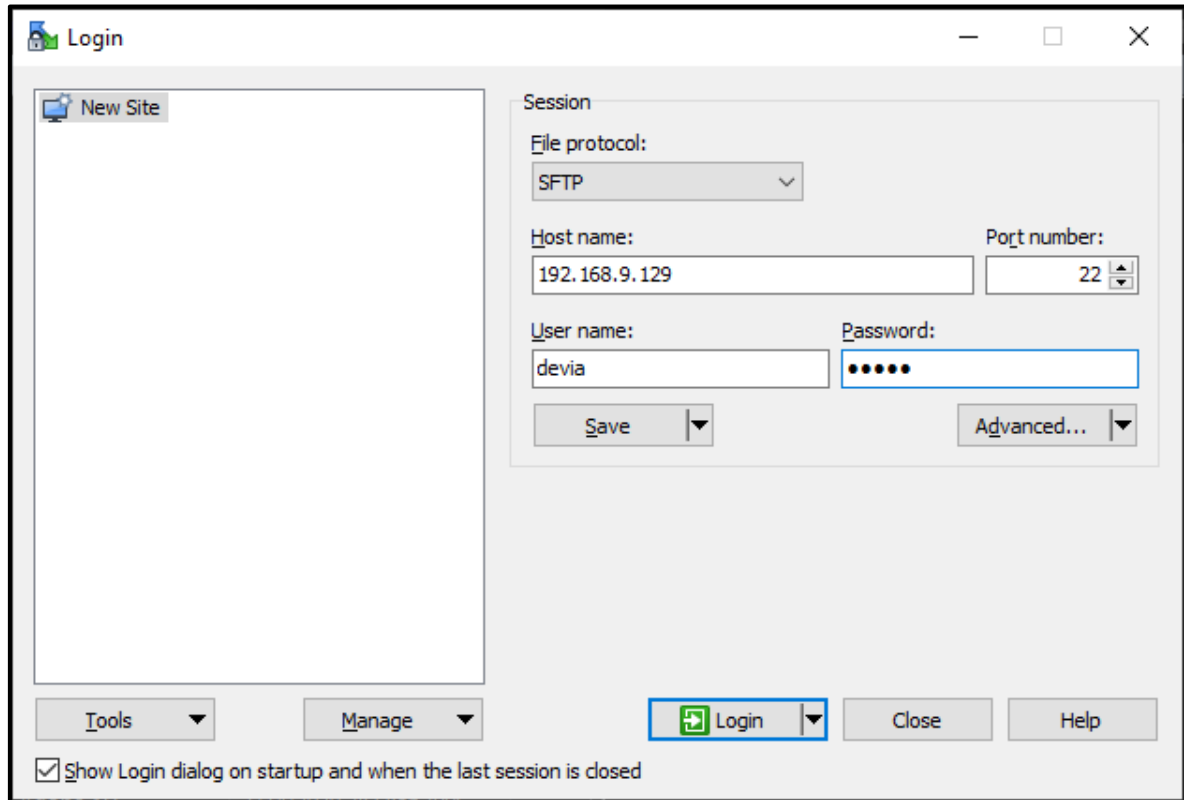 Login
New Site
Session
File protocol:
SFTP
Host name:
Port number:
192.168.9.129
22
User name:
Password:
devia
●●●●●
Save
Advanced...
Tools
Manage
Login
Close
Help
Show Login dialog on startup and when the last session is closed